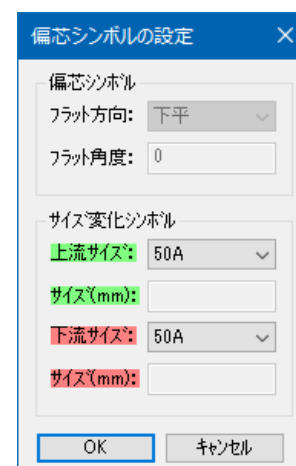 偏芯シンボルの設定
偏芯シンボル
フラット方向: 下平
フラット角度: 0
サイズ変化シンボル
上流サイズ: 50A
サイズ(mm):
下流サイズ: 50A
サイズ(mm):
OK キャンセル